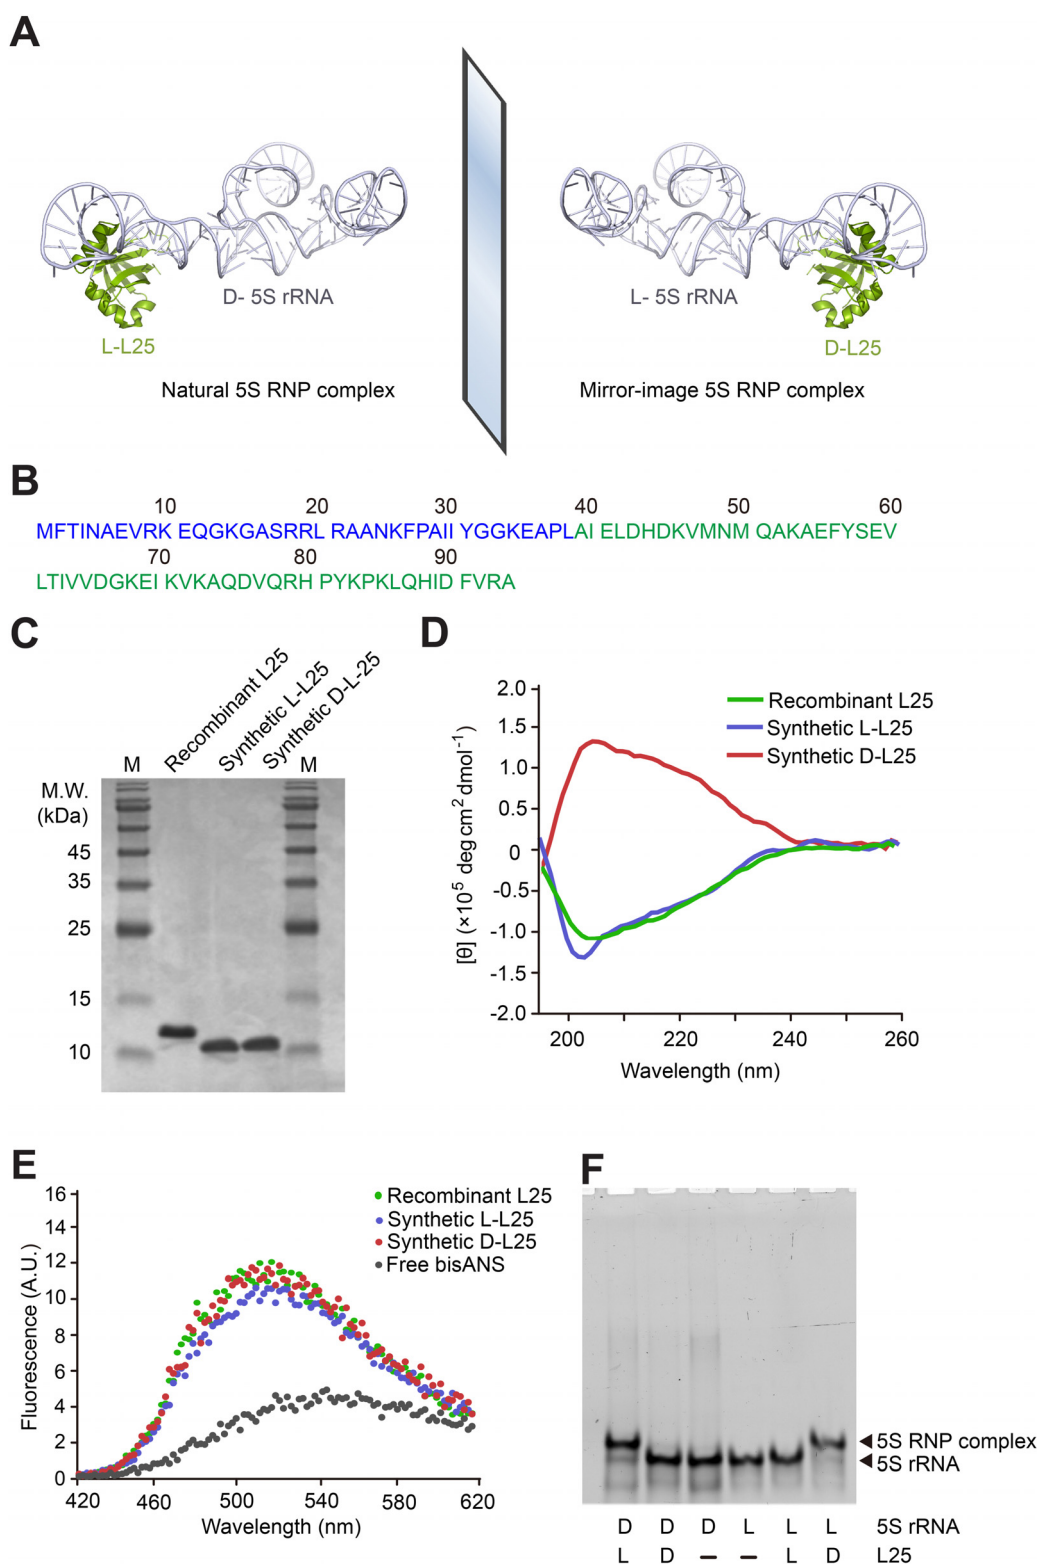 A
D- 5S rRNA
L- 5S rRNA
L-L25
D-L25
Natural 5S RNP complex
Mirror-image 5S RNP complex
B
10 20 30 40 50 60
MFTINAEVRK EQGKGASRRL RAANKFPAII YGGKEAPLAI ELDHDKVMNM QAKAEFYSEV
70 80 90
LTIVVDGKEI KVKAQDVQRH PYKPKLQHID FVRA
C
Recombinant L25
Synthetic L-L25
Synthetic D-L-25
M
M
M.W.
(kDa)
45
35
25
15
10
D
[θ] (×10⁵ deg cm² dmol⁻¹)
2.0
1.5
1.0
0.5
0
-0.5
-1.0
-1.5
-2.0
Recombinant L25
Synthetic L-L25
Synthetic D-L25
200 220 240 260
Wavelength (nm)
E
Fluorescence (A.U.)
16
14
12
10
8
6
4
2
0
Recombinant L25
Synthetic L-L25
Synthetic D-L25
Free bisANS
420 460 500 540 580 620
Wavelength (nm)
F
5S RNP complex
5S rRNA
D D D L L L 5S rRNA
L D – – L D L25